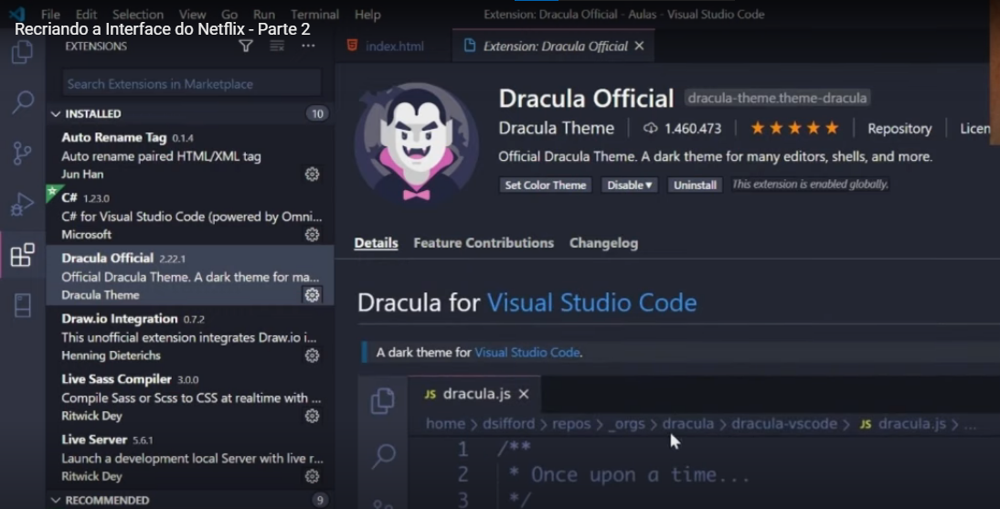 File Edit Selection View Go Run Terminal Help
Extension: Dracula Official - Aulas - Visual Studio Code
Recriando a Interface do Netflix - Parte 2
EXTENSIONS
Search Extensions in Marketplace
INSTALLED 10
Auto Rename Tag 0.1.4
Auto rename paired HTML/XML tag
Jun Han
C# 1.23.0
C# for Visual Studio Code (powered by Omni...
Microsoft
Dracula Official 2.22.1
Official Dracula Theme. A dark theme for ma...
Dracula Theme
Draw.io Integration 0.7.2
This unofficial extension integrates Draw.io i...
Henning Dieterichs
Live Sass Compiler 3.0.0
Compile Sass or Scss to CSS at realtime with ...
Ritwick Dey
Live Server 5.6.1
Launch a development local Server with live r...
Ritwick Dey
RECOMMENDED 9
index.html
Extension: Dracula Official
Dracula Official dracula-theme.theme-dracula
Dracula Theme 1.460.473 Repository Licen
Official Dracula Theme. A dark theme for many editors, shells, and more.
Set Color Theme Disable Uninstall This extension is enabled globally.
Details Feature Contributions Changelog
Dracula for Visual Studio Code
A dark theme for Visual Studio Code.
JS dracula.js
home > dsifford > repos > _orgs > dracula > dracula-vscode > JS dracula.js > ...
1 /**
2 * Once upon a time...
3 */